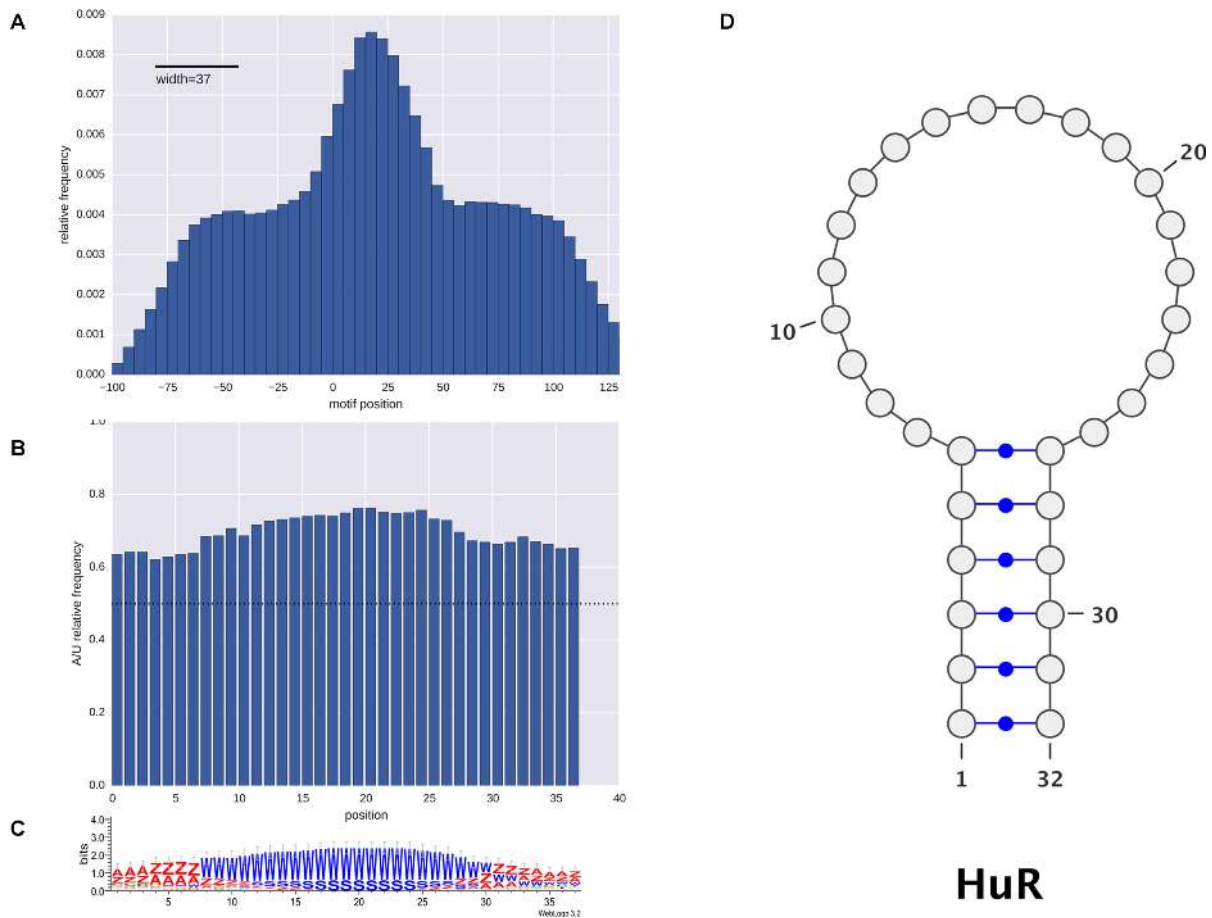 A
0.009
0.008
0.007
0.006
0.005
0.004
0.003
0.002
0.001
0.000
relative frequency
width=37
−100 −75 −50 −25 0 25 50 75 100 125
motif position
B
1.0
0.8
0.6
0.4
0.2
0.0
A/U relative frequency
0 5 10 15 20 25 30 35 40
position
C
4.0
3.0
2.0
1.0
0.0
bits
5 10 15 20 25 30 35
WebLogo 3.2
D
20
10
30
1 32
HuR